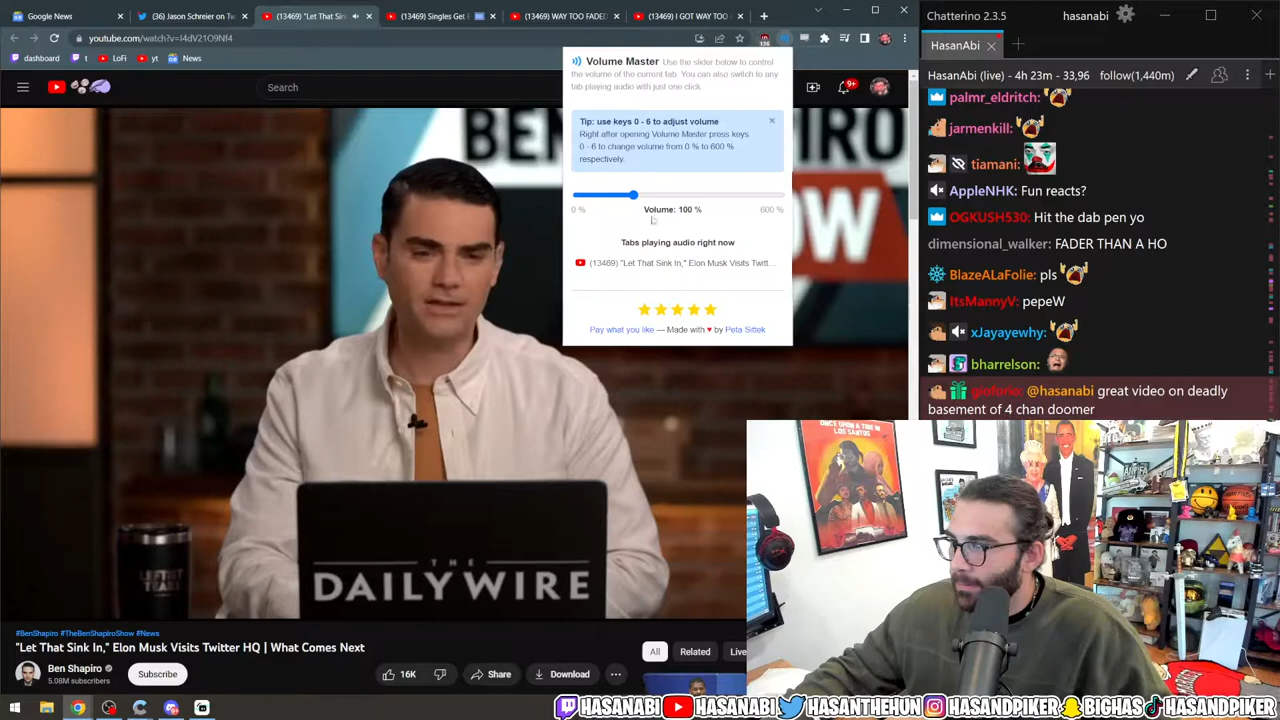 Google News
(36) Jason Schreier on Tw
(13469) "Let That Sin
(13469) Singles Get
(13469) WAY TOO FADED
(13469) I GOT WAY TOO
youtube.com/watch?v=I4dV21O9Nf4
136
dashboard
t
LoFi
yt
News
Search
9+
BEN SHAPIRO
Volume Master Use the slider below to control
the volume of the current tab. You can also switch to any
tab playing audio with just one click.
Tip: use keys 0 - 6 to adjust volume
Right after opening Volume Master press keys
0 - 6 to change volume from 0 % to 600 %
respectively.
0 %
Volume: 100 %
600 %
Tabs playing audio right now
(13469) "Let That Sink In," Elon Musk Visits Twitt...
Pay what you like — Made with ♥ by Peta Sittek
THE
DAILY WIRE
LEFTIST
TEARS
#BenShapiro #TheBenShapiroShow #News
"Let That Sink In," Elon Musk Visits Twitter HQ | What Comes Next
Ben Shapiro
5.08M subscribers
Subscribe
16K
Share
Download
All
Related
Live
Chatterino 2.3.5
hasanabi
HasanAbi
HasanAbi (live) - 4h 23m - 33,96
follow(1,440m)
palmr_eldritch:
jarmenkill:
tiamani:
AppleNHK: Fun reacts?
OGKUSH530: Hit the dab pen yo
dimensional_walker: FADER THAN A HO
BlazeALaFolie: pls
ItsMannyV: pepeW
xJayayewhy:
bharrelson:
gioforio: @hasanabi great video on deadly
basement of 4 chan doomer
ONCE UPON A TIME IN
LOS SANTOS
HASANABI
HASANABI
HASANTHEHUN
HASANDPIKER
BIGHAS
HASANDPIKER